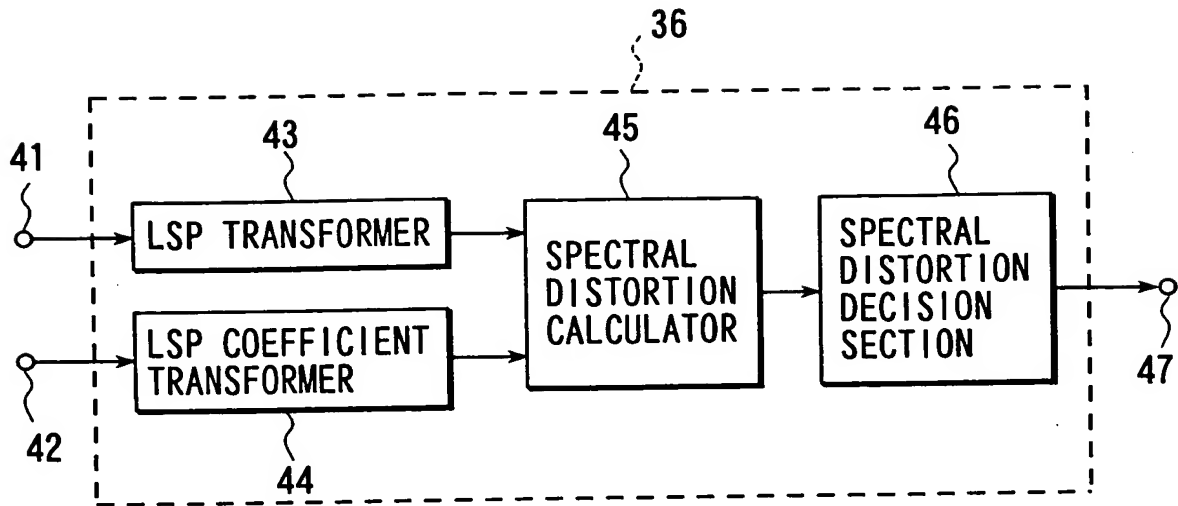 36
43
45
46
41
LSP TRANSFORMER
SPECTRAL
DISTORTION
CALCULATOR
SPECTRAL
DISTORTION
DECISION
SECTION
LSP COEFFICIENT
TRANSFORMER
47
42
44